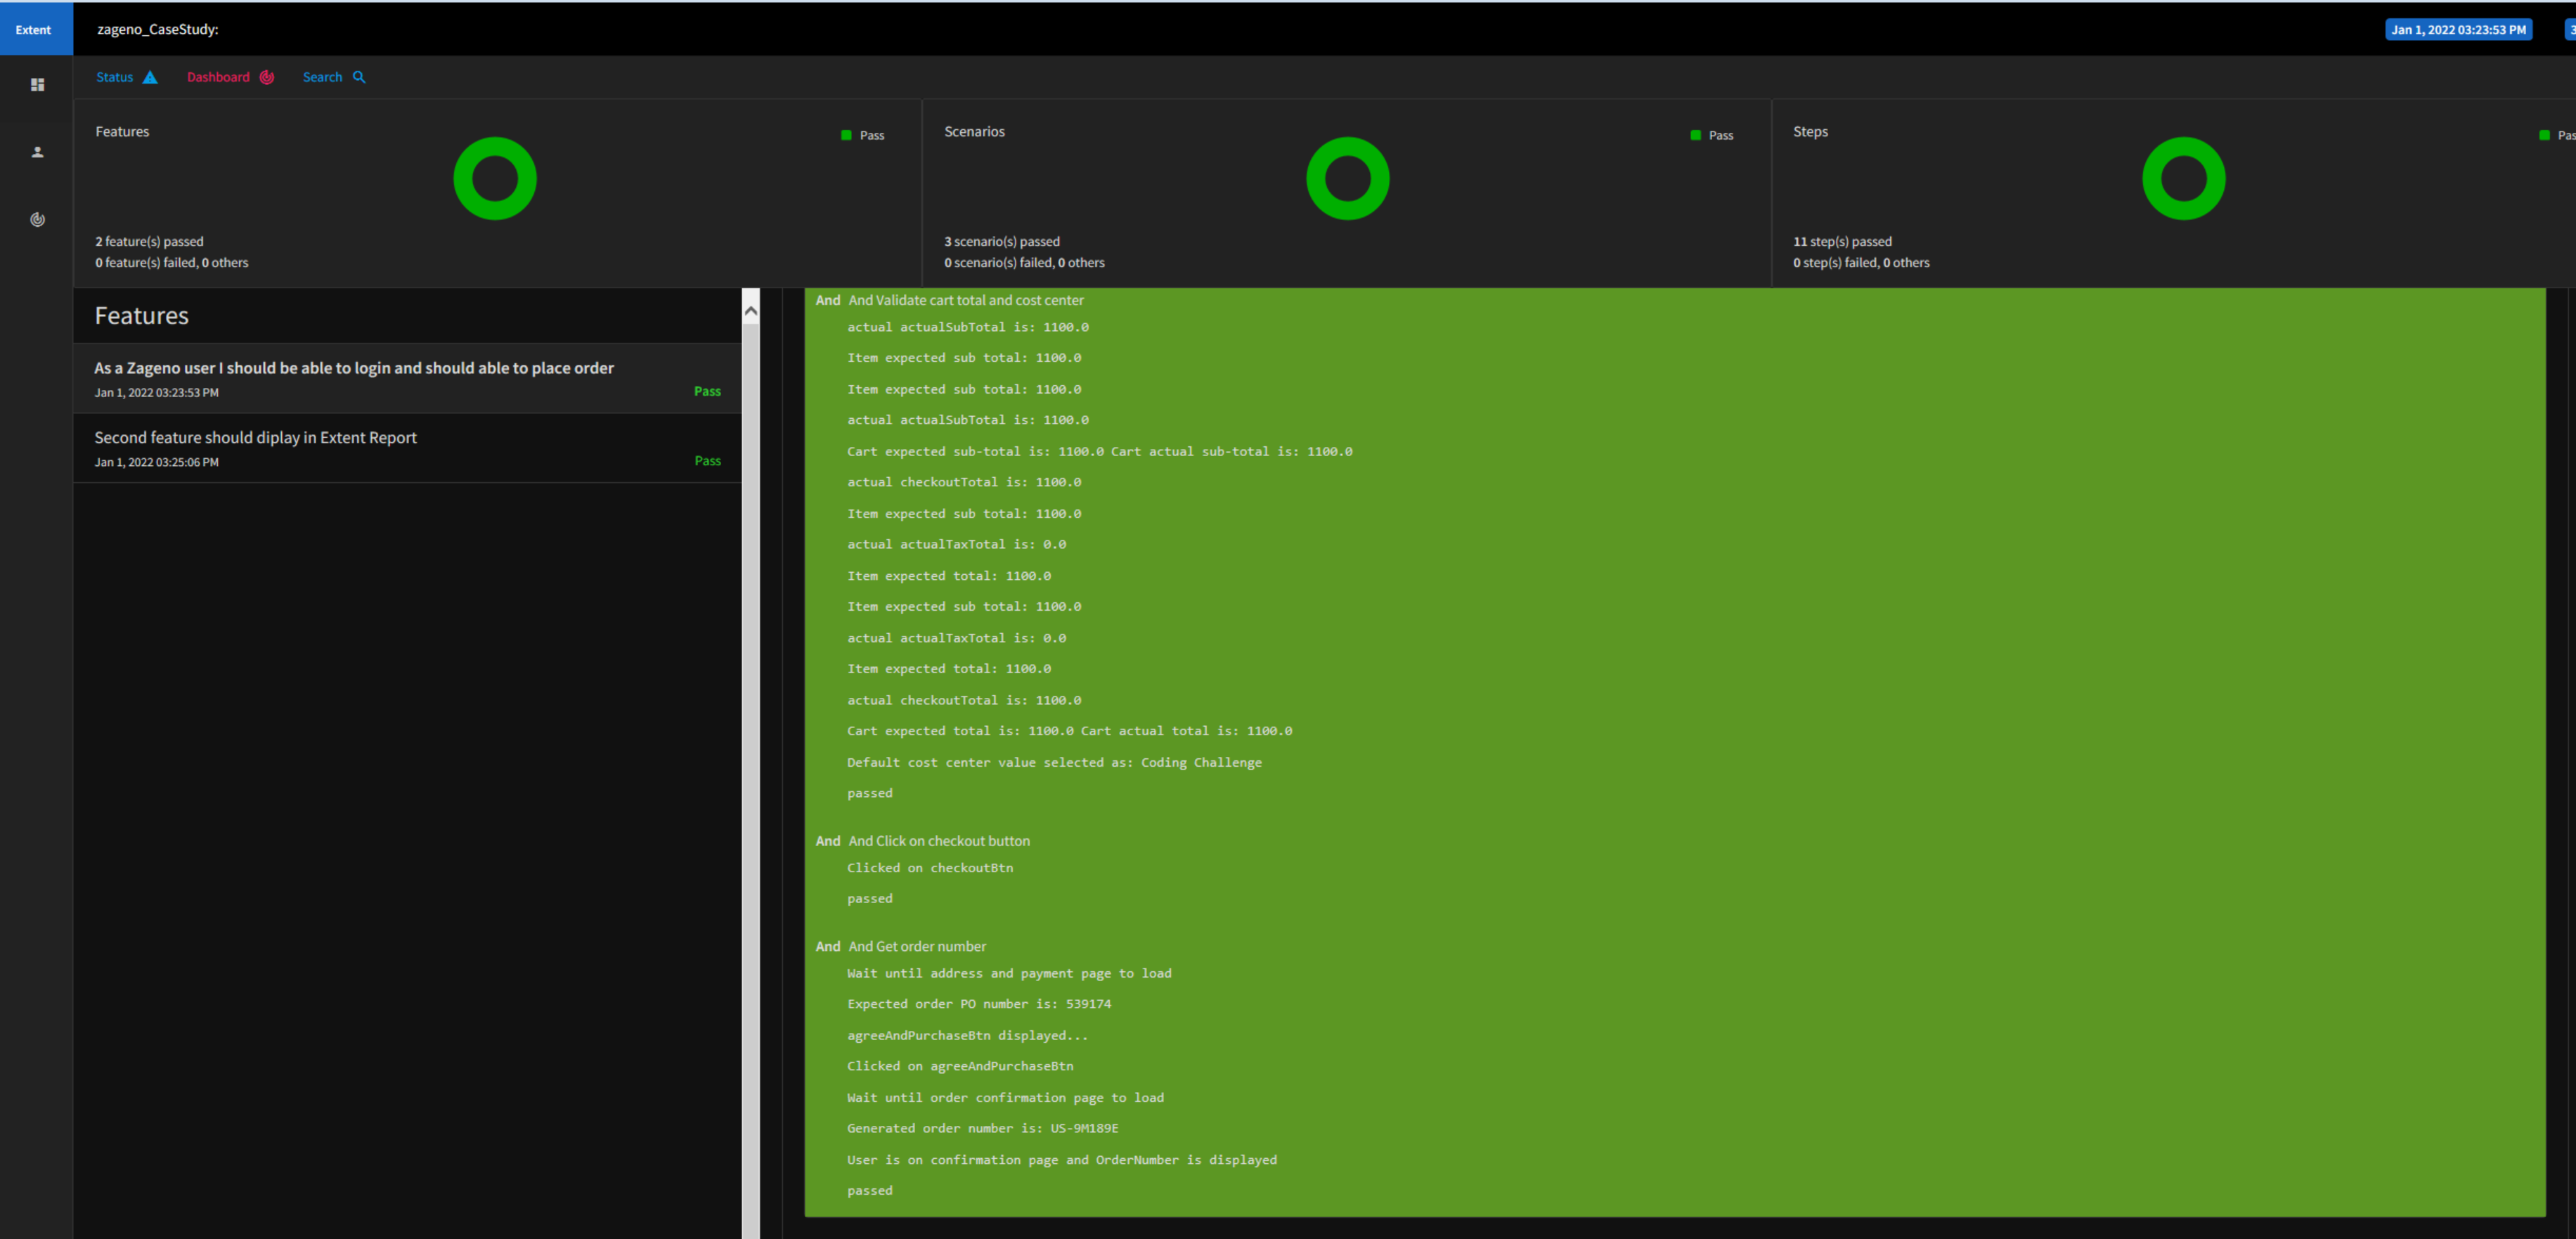 Extent
zageno_CaseStudy:
Jan 1, 2022 03:23:53 PM
3
Status
Dashboard
Search
Features
Pass
2 feature(s) passed
0 feature(s) failed, 0 others
Scenarios
Pass
3 scenario(s) passed
0 scenario(s) failed, 0 others
Steps
Pas
11 step(s) passed
0 step(s) failed, 0 others
Features
As a Zageno user I should be able to login and should able to place order
Jan 1, 2022 03:23:53 PM
Pass
Second feature should diplay in Extent Report
Jan 1, 2022 03:25:06 PM
Pass
And And Validate cart total and cost center
actual actualSubTotal is: 1100.0
Item expected sub total: 1100.0
Item expected sub total: 1100.0
actual actualSubTotal is: 1100.0
Cart expected sub-total is: 1100.0 Cart actual sub-total is: 1100.0
actual checkoutTotal is: 1100.0
Item expected sub total: 1100.0
actual actualTaxTotal is: 0.0
Item expected total: 1100.0
Item expected sub total: 1100.0
actual actualTaxTotal is: 0.0
Item expected total: 1100.0
actual checkoutTotal is: 1100.0
Cart expected total is: 1100.0 Cart actual total is: 1100.0
Default cost center value selected as: Coding Challenge
passed
And And Click on checkout button
Clicked on checkoutBtn
passed
And And Get order number
Wait until address and payment page to load
Expected order PO number is: 539174
agreeAndPurchaseBtn displayed...
Clicked on agreeAndPurchaseBtn
Wait until order confirmation page to load
Generated order number is: US-9M189E
User is on confirmation page and OrderNumber is displayed
passed